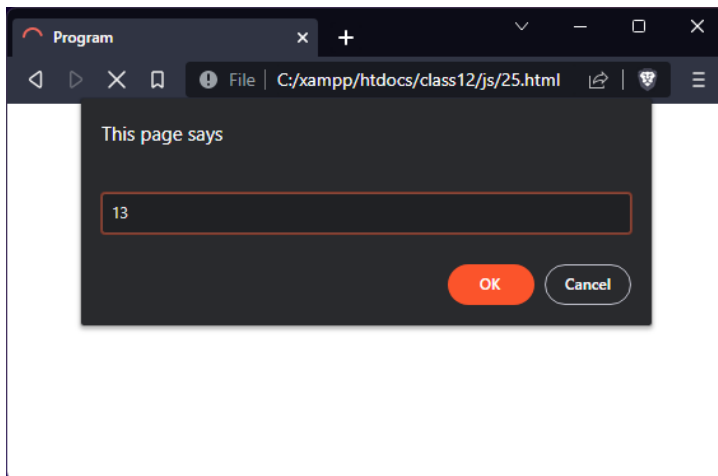 Program
File C:/xampp/htdocs/class12/js/25.html
This page says
13
OK Cancel